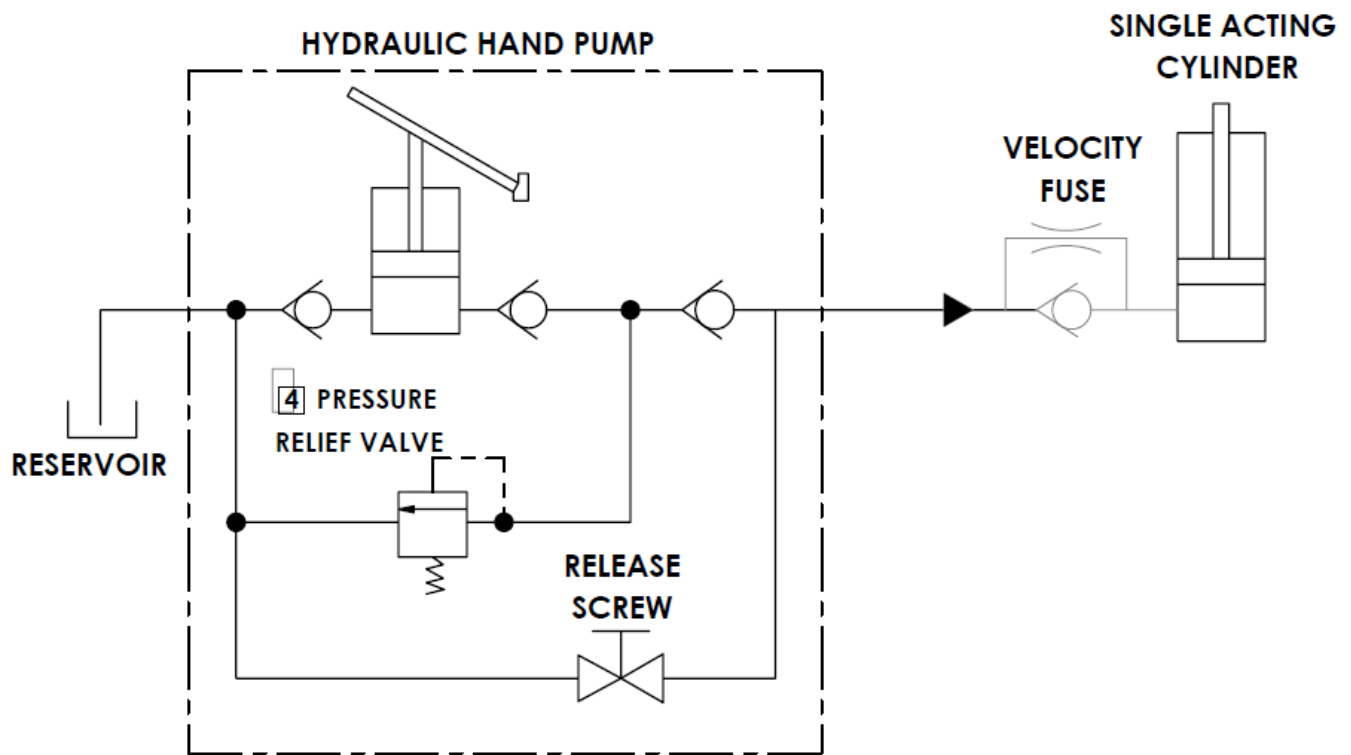 HYDRAULIC HAND PUMP
SINGLE ACTING
CYLINDER
VELOCITY
FUSE
4 PRESSURE
RELIEF VALVE
RESERVOIR
RELEASE
SCREW